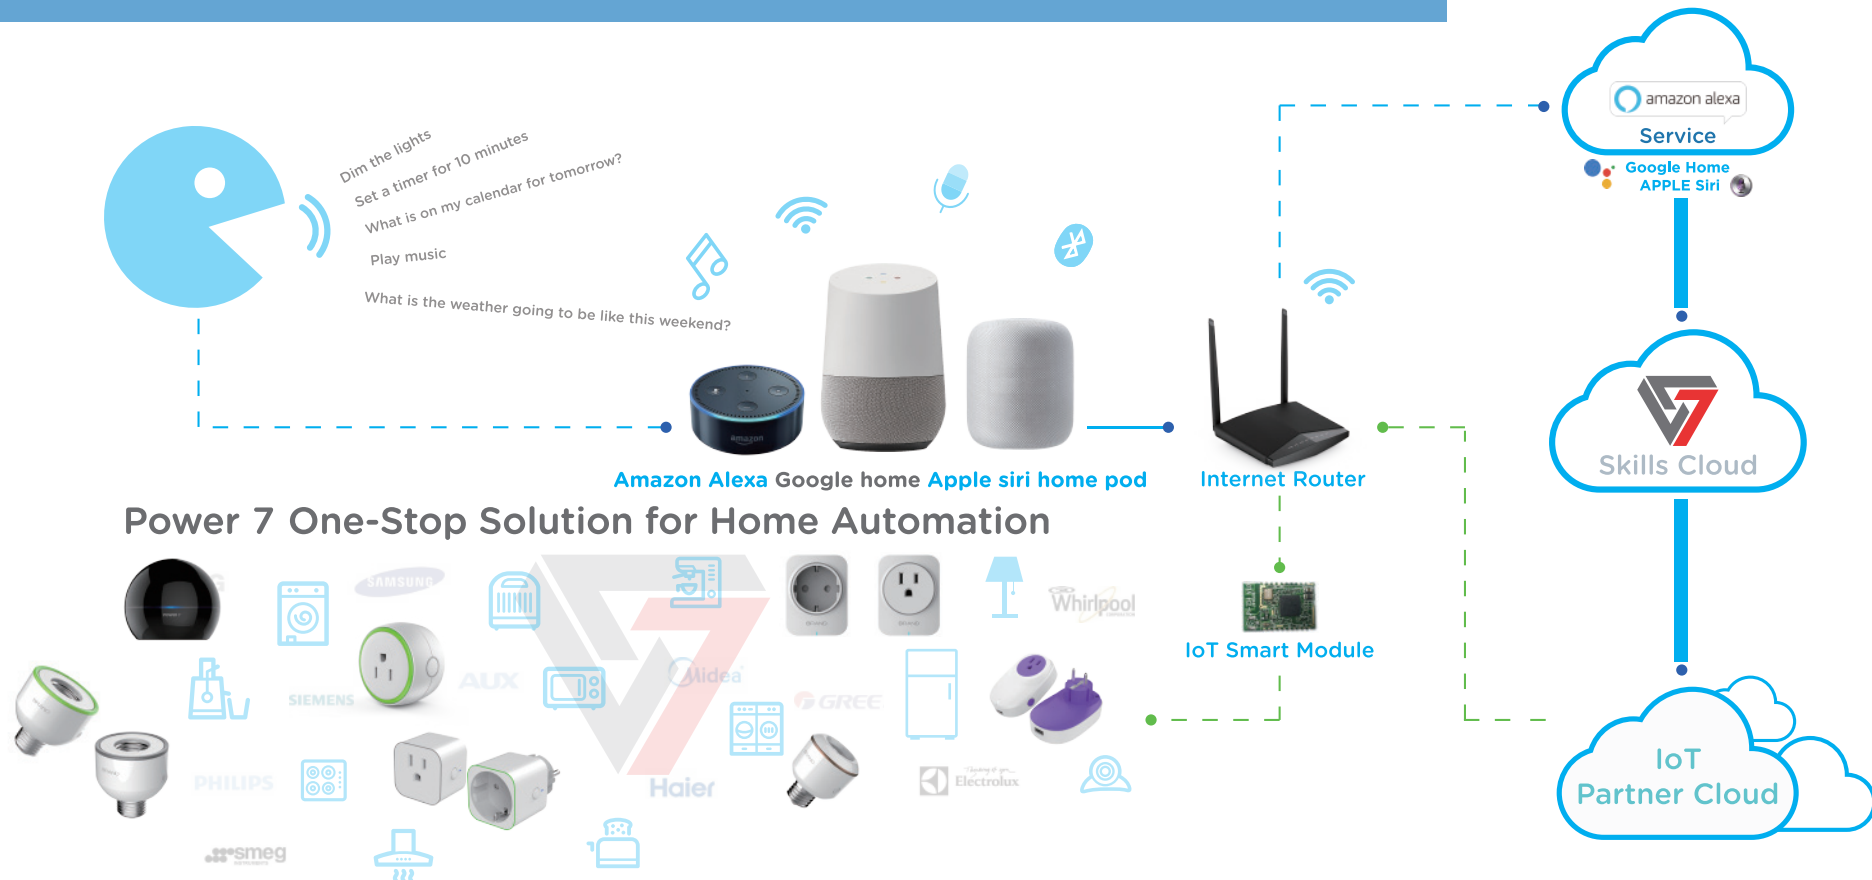 amazon alexa
Service
Google Home
APPLE Siri
Dim the lights
Set a timer for 10 minutes
What is on my calendar for tomorrow?
Play music
What is the weather going to be like this weekend?
amazon
Amazon Alexa Google home Apple siri home pod
Internet Router
Skills Cloud
Power 7 One-Stop Solution for Home Automation
SAMSUNG
Whirlpool
IoT Smart Module
SIEMENS
AUX
Midea
GREE
PHILIPS
Haier
Electrolux
IoT
Partner Cloud
smeg